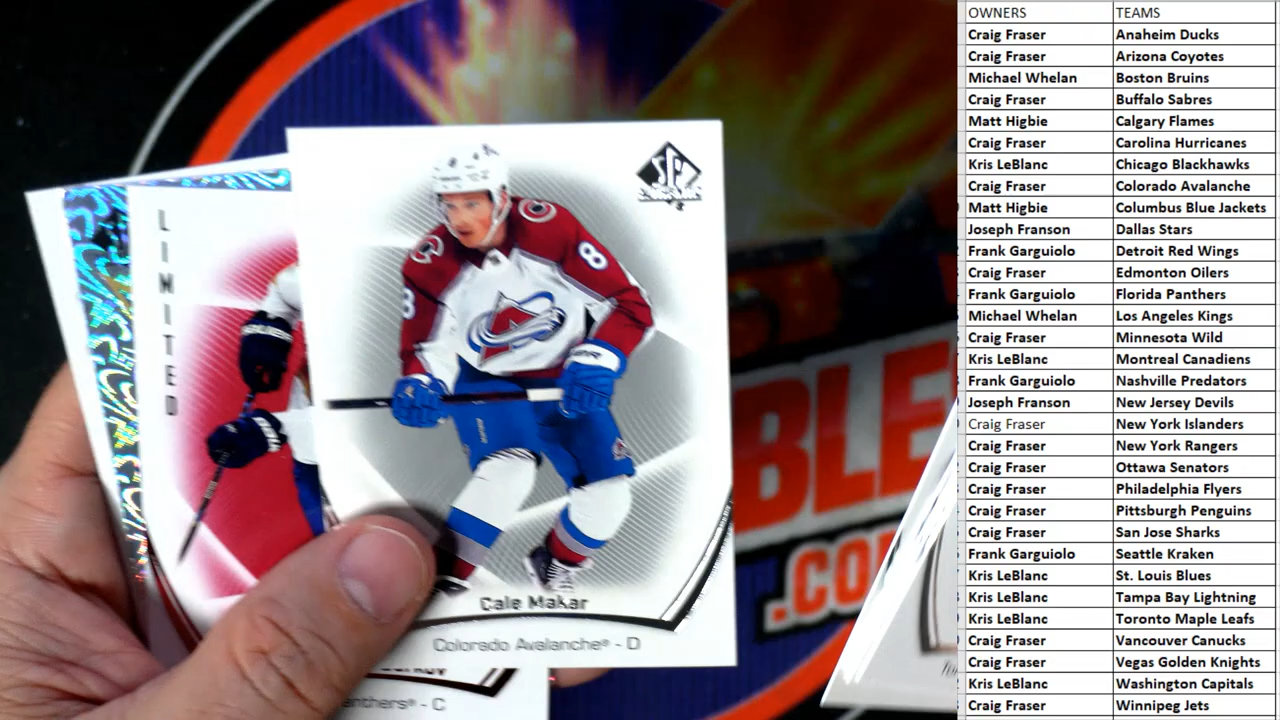 LIMITED
8
8
SP
Cale Makar
Colorado Avalanche® - D
anthers® - C
BLE
.CO
OWNERS TEAMS
Craig Fraser Anaheim Ducks
Craig Fraser Arizona Coyotes
Michael Whelan Boston Bruins
Craig Fraser Buffalo Sabres
Matt Higbie Calgary Flames
Craig Fraser Carolina Hurricanes
Kris LeBlanc Chicago Blackhawks
Craig Fraser Colorado Avalanche
Matt Higbie Columbus Blue Jackets
Joseph Franson Dallas Stars
Frank Garguiolo Detroit Red Wings
Craig Fraser Edmonton Oilers
Frank Garguiolo Florida Panthers
Michael Whelan Los Angeles Kings
Craig Fraser Minnesota Wild
Kris LeBlanc Montreal Canadiens
Frank Garguiolo Nashville Predators
Joseph Franson New Jersey Devils
Craig Fraser New York Islanders
Craig Fraser New York Rangers
Craig Fraser Ottawa Senators
Craig Fraser Philadelphia Flyers
Craig Fraser Pittsburgh Penguins
Craig Fraser San Jose Sharks
Frank Garguiolo Seattle Kraken
Kris LeBlanc St. Louis Blues
Kris LeBlanc Tampa Bay Lightning
Kris LeBlanc Toronto Maple Leafs
Craig Fraser Vancouver Canucks
Craig Fraser Vegas Golden Knights
Kris LeBlanc Washington Capitals
Craig Fraser Winnipeg Jets